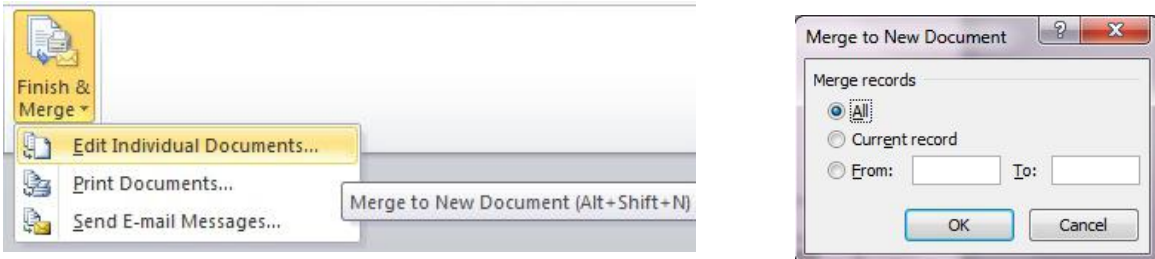 Finish &
Merge
Edit Individual Documents...
Print Documents...
Send E-mail Messages...
Merge to New Document (Alt+Shift+N)
Merge to New Document
?
X
Merge records
All
Current record
From: To:
OK Cancel